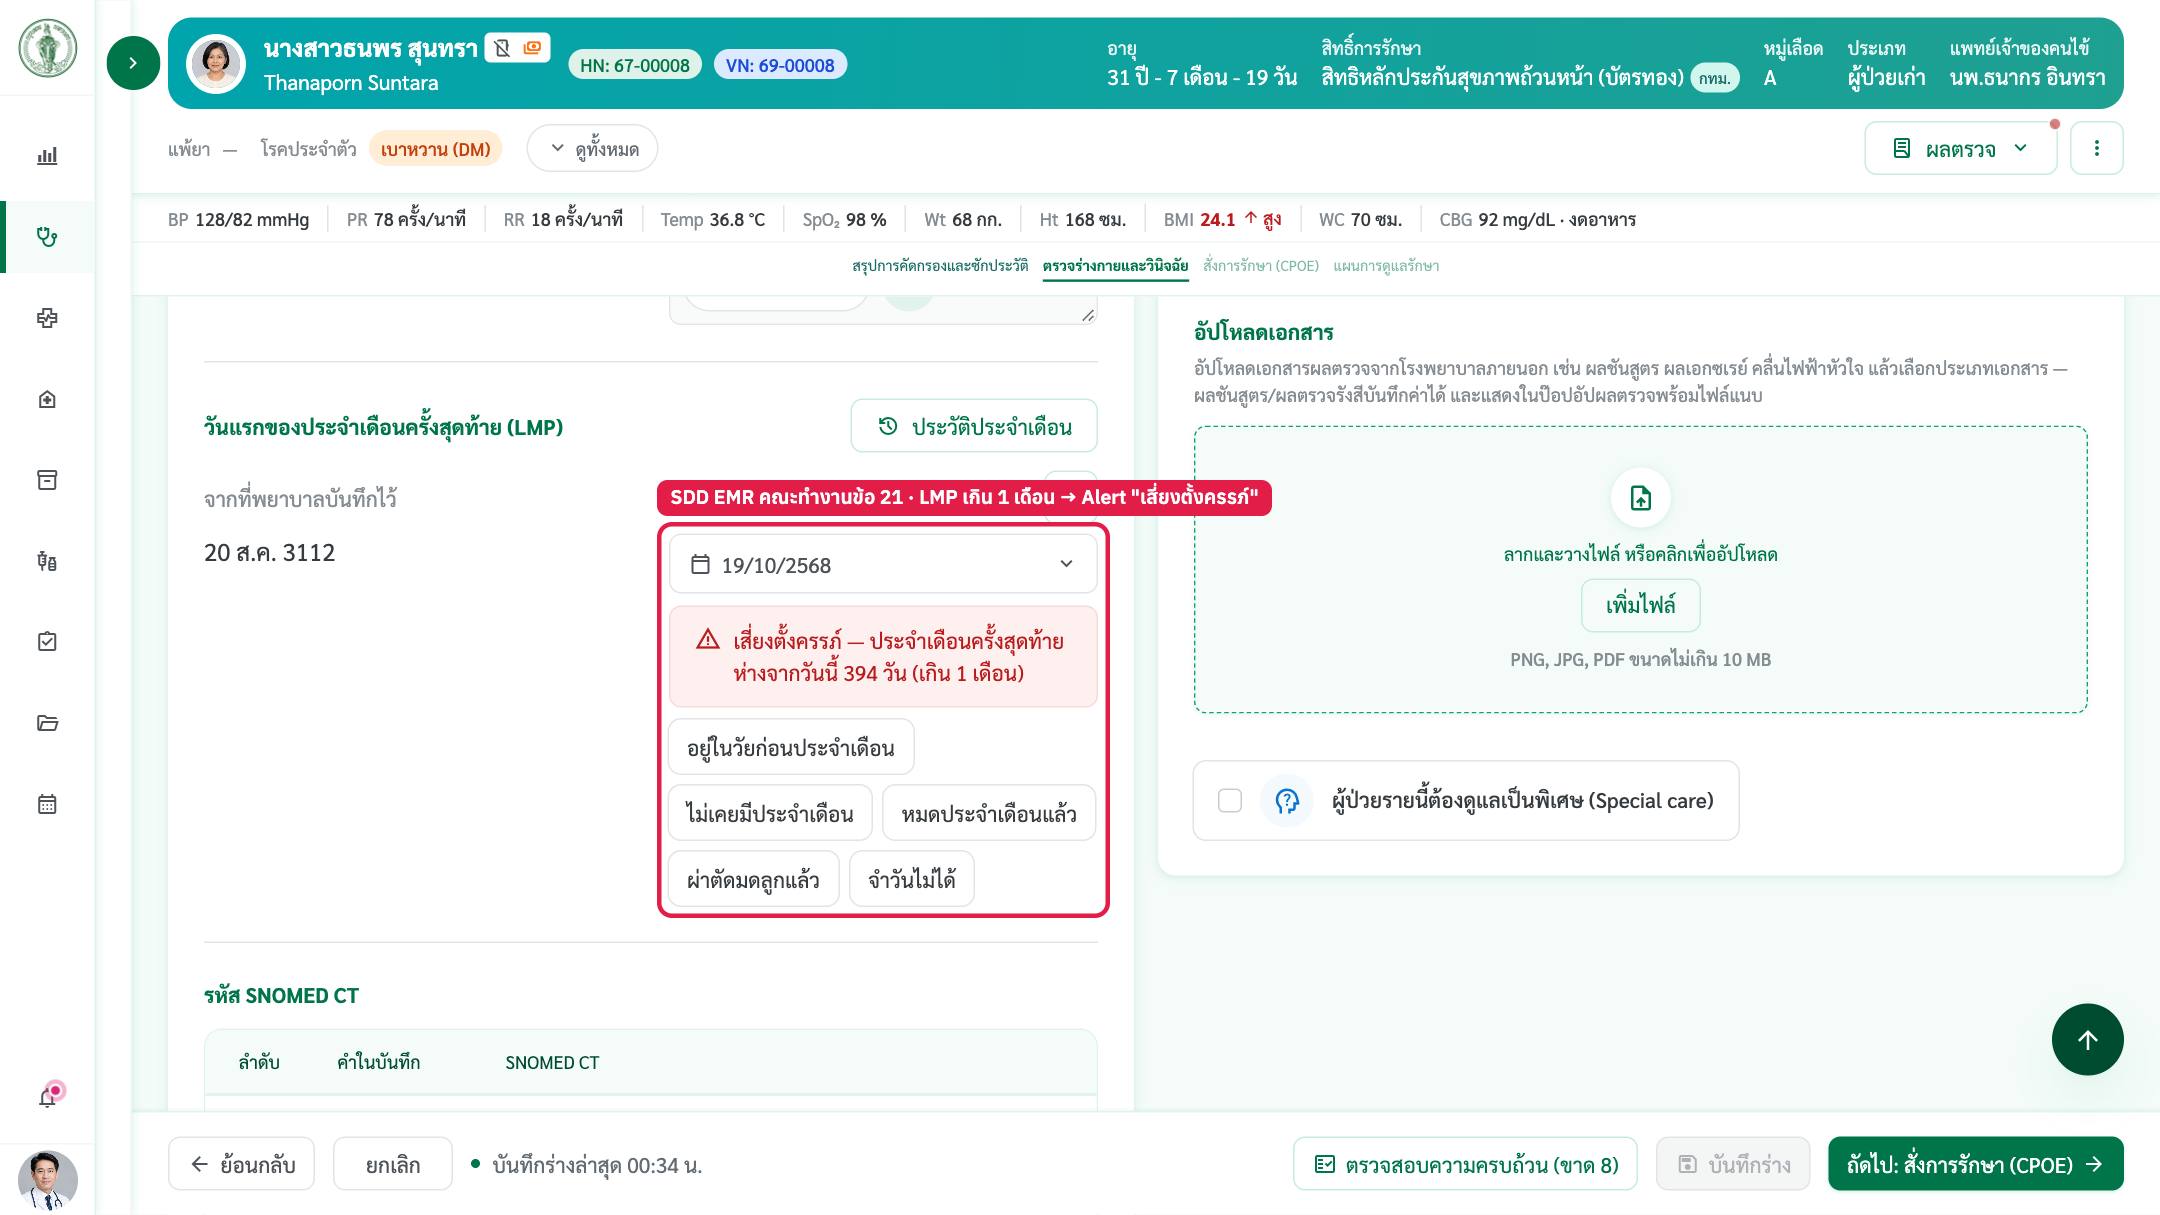 นางสาวธนพร สุนทรา
Thanaporn Suntara
HN: 67-00008
VN: 69-00008
อายุ
31 ปี - 7 เดือน - 19 วัน
สิทธิ์การรักษา
สิทธิหลักประกันสุขภาพถ้วนหน้า (บัตรทอง) กทม.
หมู่เลือด
A
ประเภท
ผู้ป่วยเก่า
แพทย์เจ้าของคนไข้
นพ.ธนากร อินทรา
แพ้ยา — โรคประจำตัว เบาหวาน (DM) ดูทั้งหมด
ผลตรวจ
BP 128/82 mmHg PR 78 ครั้ง/นาที RR 18 ครั้ง/นาที Temp 36.8 °C SpO₂ 98 % Wt 68 กก. Ht 168 ซม. BMI 24.1 ↑ สูง WC 70 ซม. CBG 92 mg/dL · งดอาหาร
สรุปการคัดกรองและซักประวัติ ตรวจร่างกายและวินิจฉัย สั่งการรักษา (CPOE) แผนการดูแลรักษา
วันแรกของประจำเดือนครั้งสุดท้าย (LMP)
ประวัติประจำเดือน
จากที่พยาบาลบันทึกไว้
20 ส.ค. 3112
SDD EMR คณะทำงานข้อ 21 · LMP เกิน 1 เดือน → Alert "เสี่ยงตั้งครรภ์"
19/10/2568
เสี่ยงตั้งครรภ์ — ประจำเดือนครั้งสุดท้าย
ห่างจากวันนี้ 394 วัน (เกิน 1 เดือน)
อยู่ในวัยก่อนประจำเดือน
ไม่เคยมีประจำเดือน หมดประจำเดือนแล้ว
ผ่าตัดมดลูกแล้ว จำวันไม่ได้
รหัส SNOMED CT
ลำดับ คำในบันทึก SNOMED CT
อัปโหลดเอกสาร
อัปโหลดเอกสารผลตรวจจากโรงพยาบาลภายนอก เช่น ผลชันสูตร ผลเอกซเรย์ คลื่นไฟฟ้าหัวใจ แล้วเลือกประเภทเอกสาร —
ผลชันสูตร/ผลตรวจรังสีบันทึกค่าได้ และแสดงในป๊อปอัปผลตรวจพร้อมไฟล์แนบ
ลากและวางไฟล์ หรือคลิกเพื่ออัปโหลด
เพิ่มไฟล์
PNG, JPG, PDF ขนาดไม่เกิน 10 MB
ผู้ป่วยรายนี้ต้องดูแลเป็นพิเศษ (Special care)
ย้อนกลับ ยกเลิก บันทึกร่างล่าสุด 00:34 น. ตรวจสอบความครบถ้วน (ขาด 8) บันทึกร่าง ถัดไป: สั่งการรักษา (CPOE) →